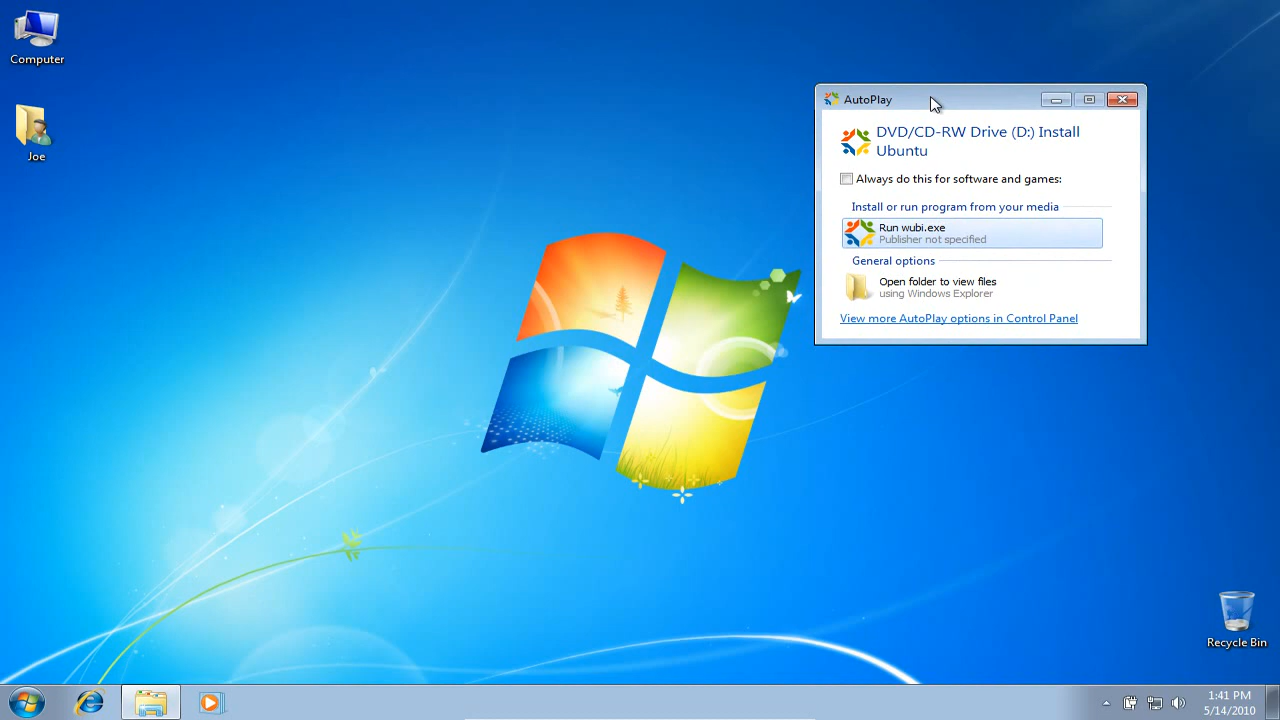 Computer
Joe
AutoPlay
DVD/CD-RW Drive (D:) Install
Ubuntu
Always do this for software and games:
Install or run program from your media
Run wubi.exe
Publisher not specified
General options
Open folder to view files
using Windows Explorer
View more AutoPlay options in Control Panel
Recycle Bin
1:41 PM
5/14/2010